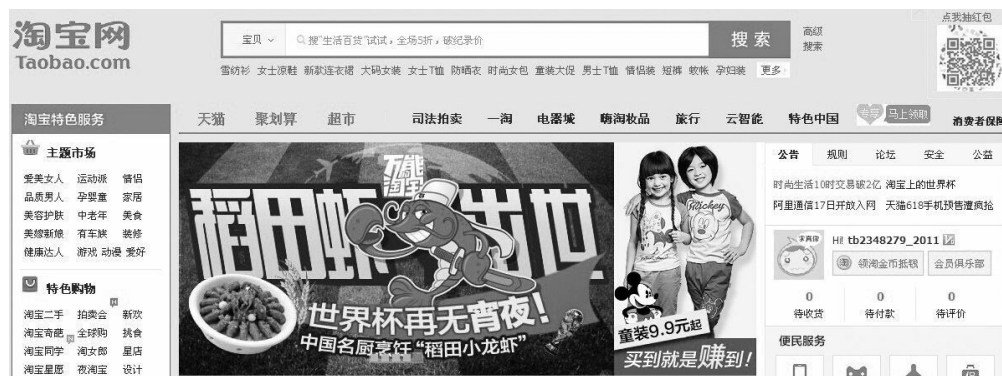 点我抽红包
淘宝网
Taobao.com
宝贝 搜“生活百货”试试，全场5折，破纪录价 搜 索
高级
搜索
雪纺衫 女士凉鞋 新款连衣裙 大码女装 女士T恤 防晒衣 时尚女包 童装大促 男士T恤 情侣装 短裤 蚊帐 孕妇装 更多
淘宝特色服务
天猫 聚划算 超市 司法拍卖 一淘 电器城 嗨淘妆品 旅行 云智能 特色中国 马上领取 消费者保障
主题市场
爱美女人 运动派 情侣
品质男人 孕婴童 家居
美容护肤 中老年 美食
美嫁新娘 有车族 装修
健康达人 游戏 动漫 爱好
特色购物
淘宝二手 拍卖会 新欢
淘宝奇葩 全球购 挑食
淘宝同学 淘女郎 星店
淘宝星愿 夜淘宝 设计
万能
淘宝
稻田虾出世
世界杯再无宵夜！
中国名厨烹饪“稻田小龙虾”
Mickey
童装9.9元起
买到就是赚到！
公告 规则 论坛 安全 公益
时尚生活10时交易破2亿 淘宝上的世界杯
阿里通信17日开放入网 天猫618手机预售遭疯抢
Hi! tb2348279_2011
淘 领淘金币抵钱 会员俱乐部
0 0 0
待收货 待付款 待评价
便民服务